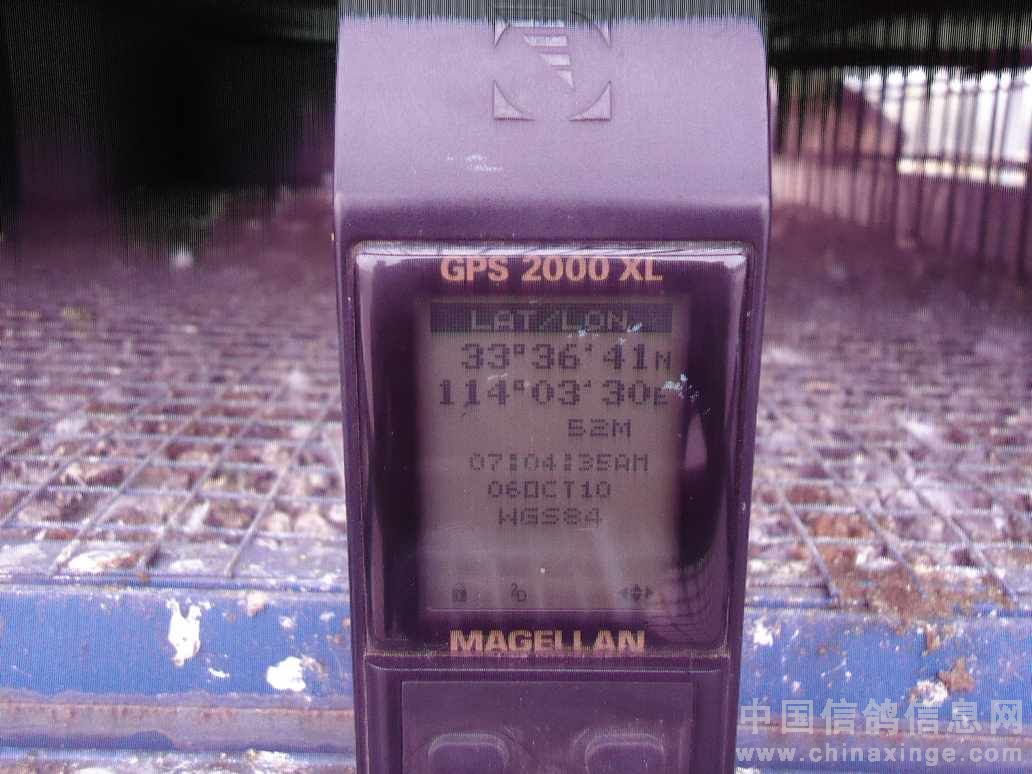 GPS 2000 XL
LAT/LON
33°36'41N
114°03'30E
52M
07:04:35AM
06OCT10
WGS84
2D
MAGELLAN
中国信鸽信息网
www.chinaxinge.com